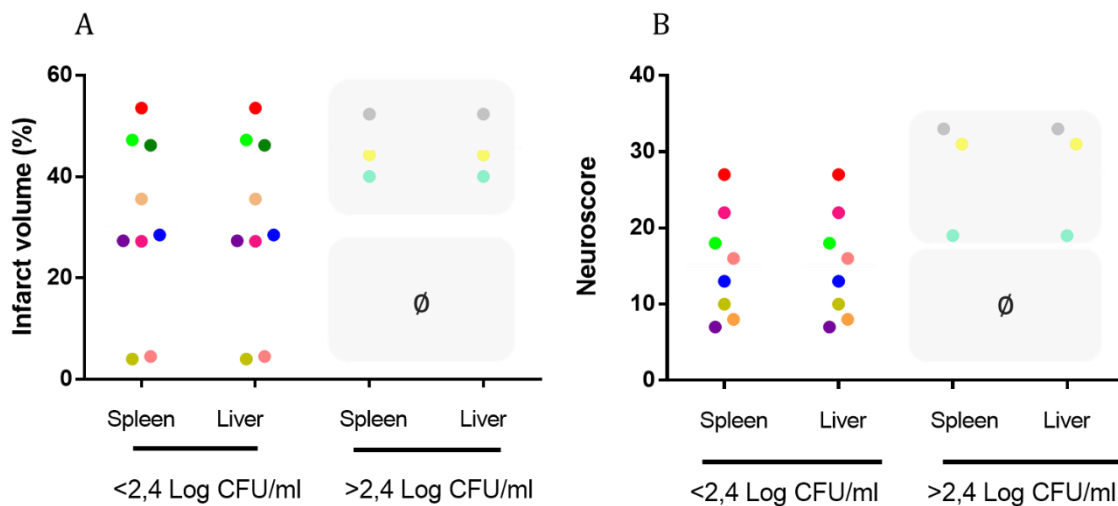 A
Infarct volume (%)
60
40
20
0
ø
Spleen Liver Spleen Liver
<2,4 Log CFU/ml >2,4 Log CFU/ml
B
Neuroscore
40
30
20
10
0
ø
Spleen Liver Spleen Liver
<2,4 Log CFU/ml >2,4 Log CFU/ml